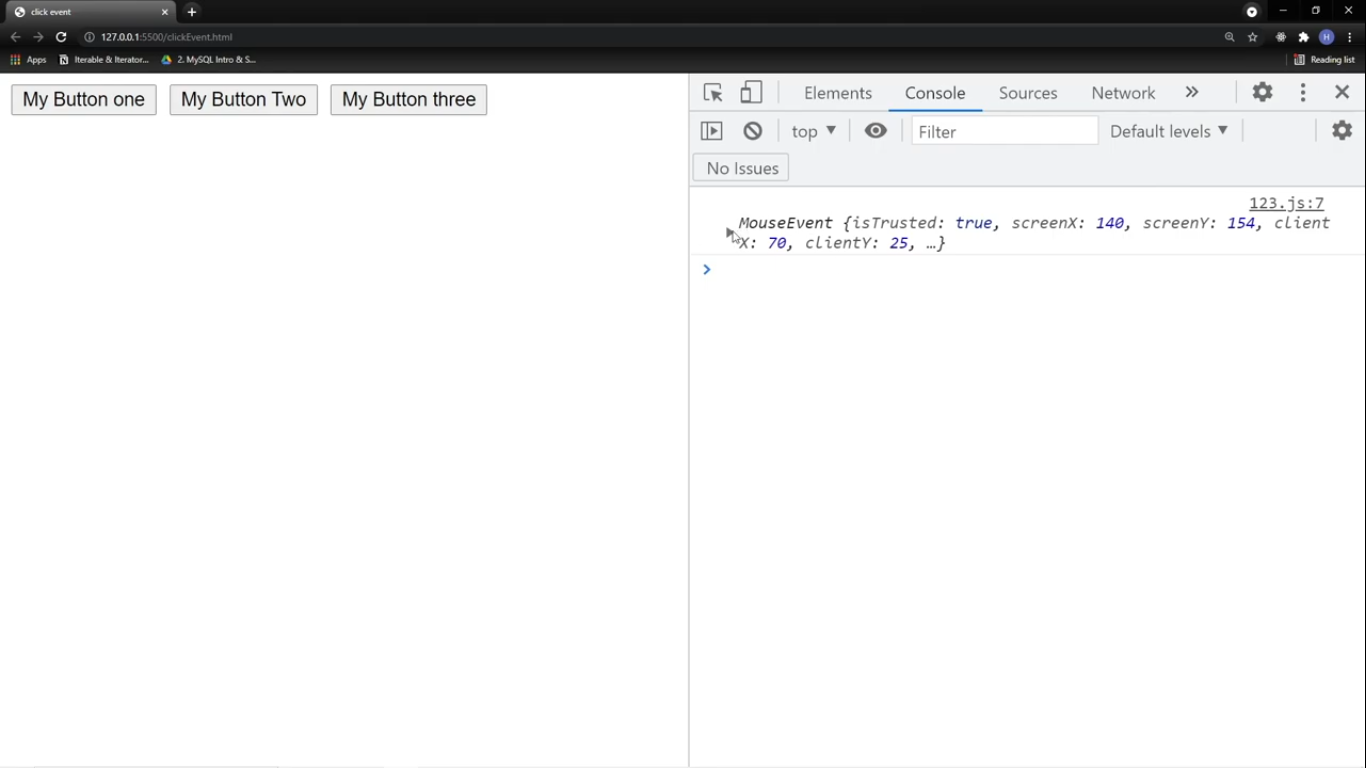 click event
127.0.0.1:5500/clickEvent.html
Apps
Iterable & Iterator...
2. MySQL Intro & S...
H
Reading list
My Button one
My Button Two
My Button three
Elements
Console
Sources
Network
top
Filter
Default levels
No Issues
123.js:7
MouseEvent {isTrusted: true, screenX: 140, screenY: 154, client
X: 70, clientY: 25, …}